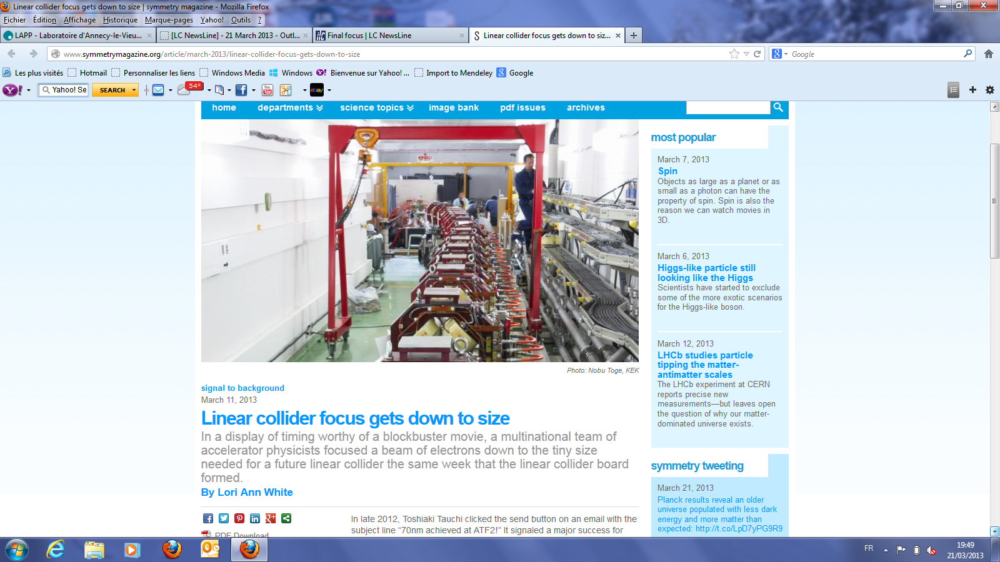 Linear collider focus gets down to size | symmetry magazine - Mozilla Firefox
Fichier Édition Affichage Historique Marque-pages Yahoo! Outils ?
LAPP - Laboratoire d'Annecy-le-Vieu... [LC NewsLine] - 21 March 2013 - Outl... Final focus | LC NewsLine Linear collider focus gets down to siz...
www.symmetrymagazine.org/article/march-2013/linear-collider-focus-gets-down-to-size Google
Les plus visités Hotmail Personnaliser les liens Windows Media Windows Bienvenue sur Yahoo! ... Import to Mendeley Google
Yahoo! Se SEARCH 54° You Tube ebay
home departments science topics image bank pdf issues archives
Photo: Nobu Toge, KEK
signal to background
March 11, 2013
Linear collider focus gets down to size
In a display of timing worthy of a blockbuster movie, a multinational team of
accelerator physicists focused a beam of electrons down to the tiny size
needed for a future linear collider the same week that the linear collider board
formed.
By Lori Ann White
PDF Download
In late 2012, Toshiaki Tauchi clicked the send button on an email with the
subject line “70nm achieved at ATF2!” It signaled a major success for
most popular
March 7, 2013
Spin
Objects as large as a planet or as
small as a photon can have the
property of spin. Spin is also the
reason we can watch movies in
3D.
March 6, 2013
Higgs-like particle still
looking like the Higgs
Scientists have started to exclude
some of the more exotic scenarios
for the Higgs-like boson.
March 12, 2013
LHCb studies particle
tipping the matter-
antimatter scales
The LHCb experiment at CERN
reports precise new
measurements—but leaves open
the question of why our matter-
dominated universe exists.
symmetry tweeting
March 21, 2013
Planck results reveal an older
universe populated with less dark
energy and more matter than
expected: http://t.co/LpD7yPG9R9
FR
19:49
21/03/2013